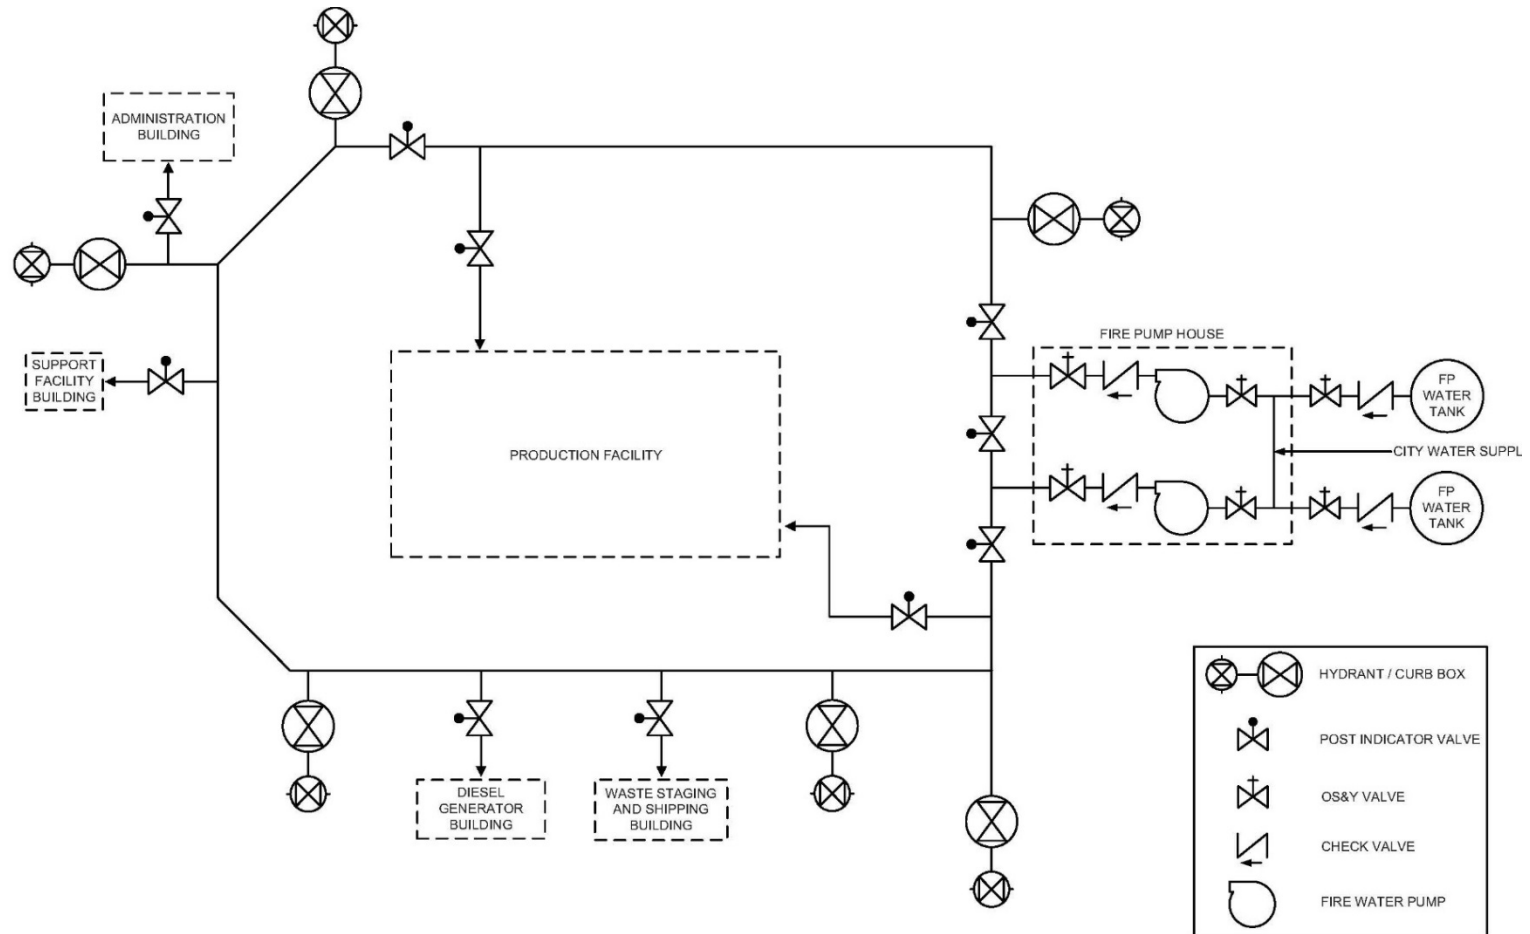 ADMINISTRATION
BUILDING
SUPPORT
FACILITY
BUILDING
PRODUCTION FACILITY
FIRE PUMP HOUSE
FP
WATER
TANK
CITY WATER SUPPL
FP
WATER
TANK
DIESEL
GENERATOR
BUILDING
WASTE STAGING
AND SHIPPING
BUILDING
HYDRANT / CURB BOX
POST INDICATOR VALVE
OS&Y VALVE
CHECK VALVE
FIRE WATER PUMP